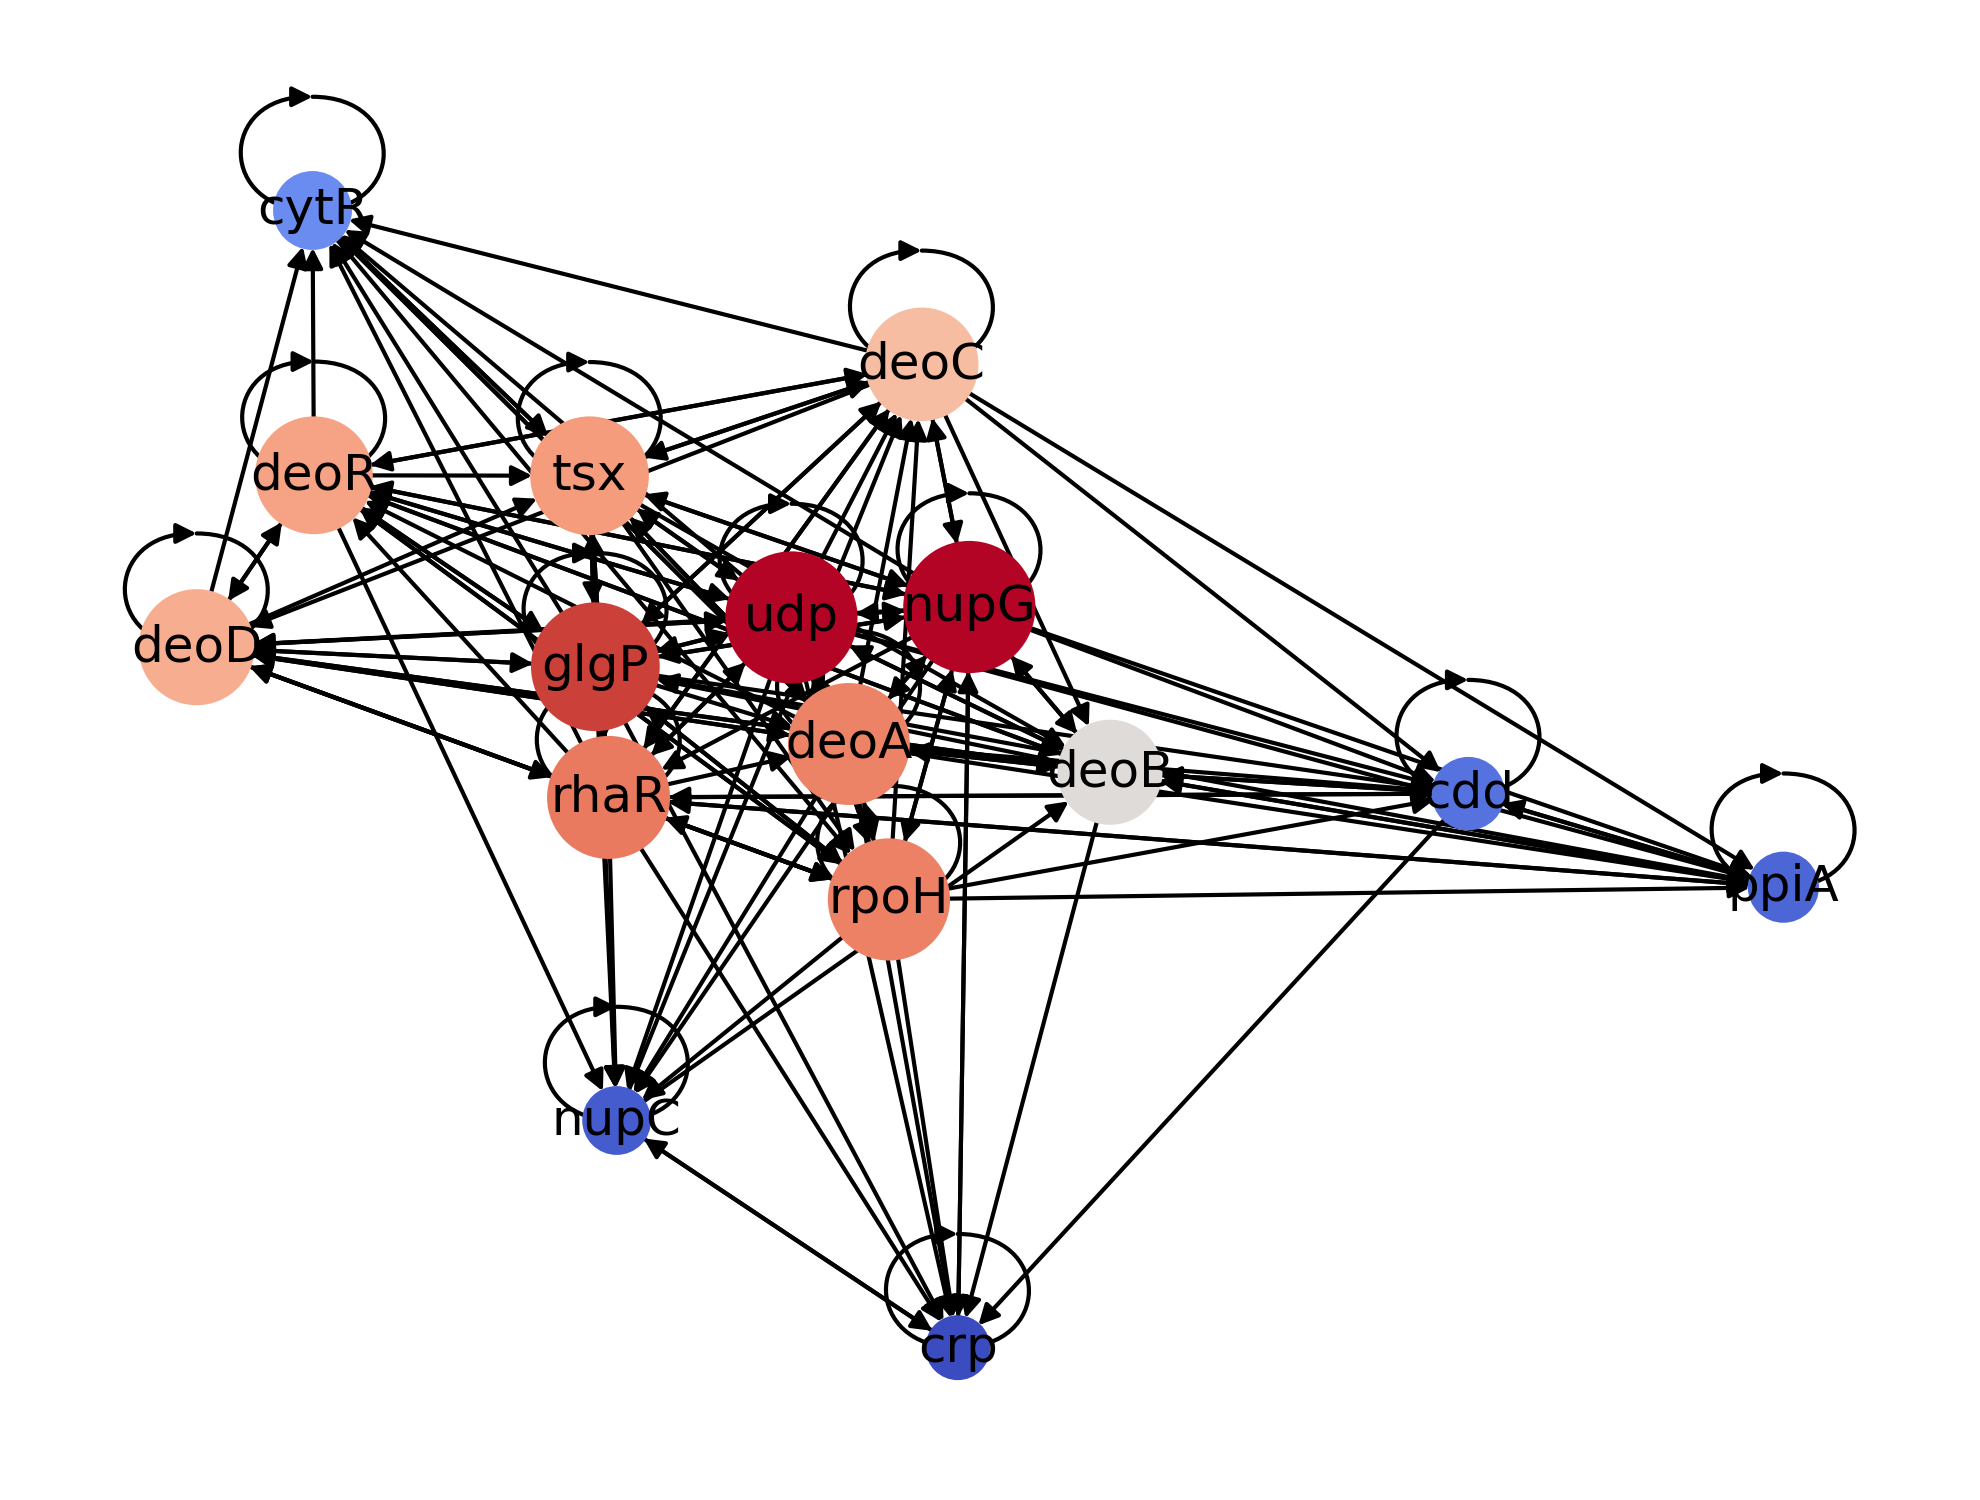 cytR
deoC
deoR
tsx
udp
nupG
deoD
glgP
deoA
deoB
rhaR
cdd
rpoH
ppiA
nupC
crp